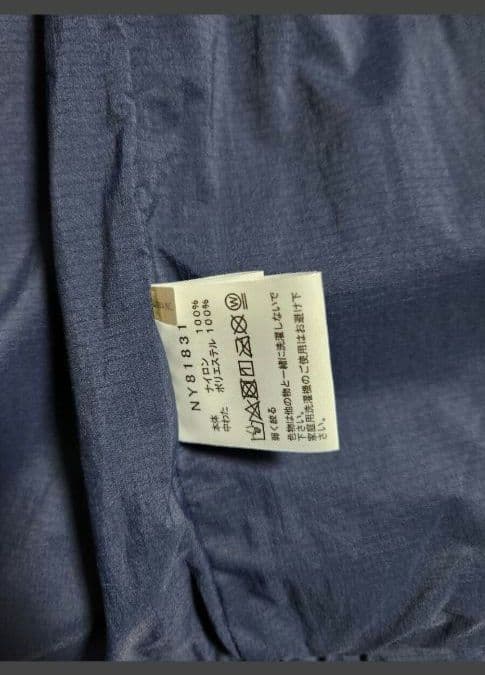 NY81831
本体 ナイロン 100%
中わた ポリエステル 100%
W
弱く絞る
色物は他の物と一緒に洗濯しないで
下さい。
家庭用洗濯機のご使用はお避け下
さい。